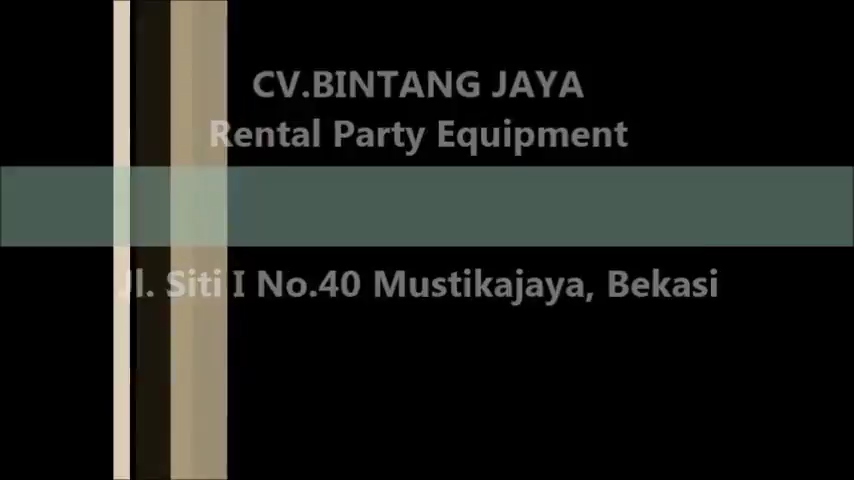 CV.BINTANG JAYA
Rental Party Equipment
Jl. Siti I No.40 Mustikajaya, Bekasi